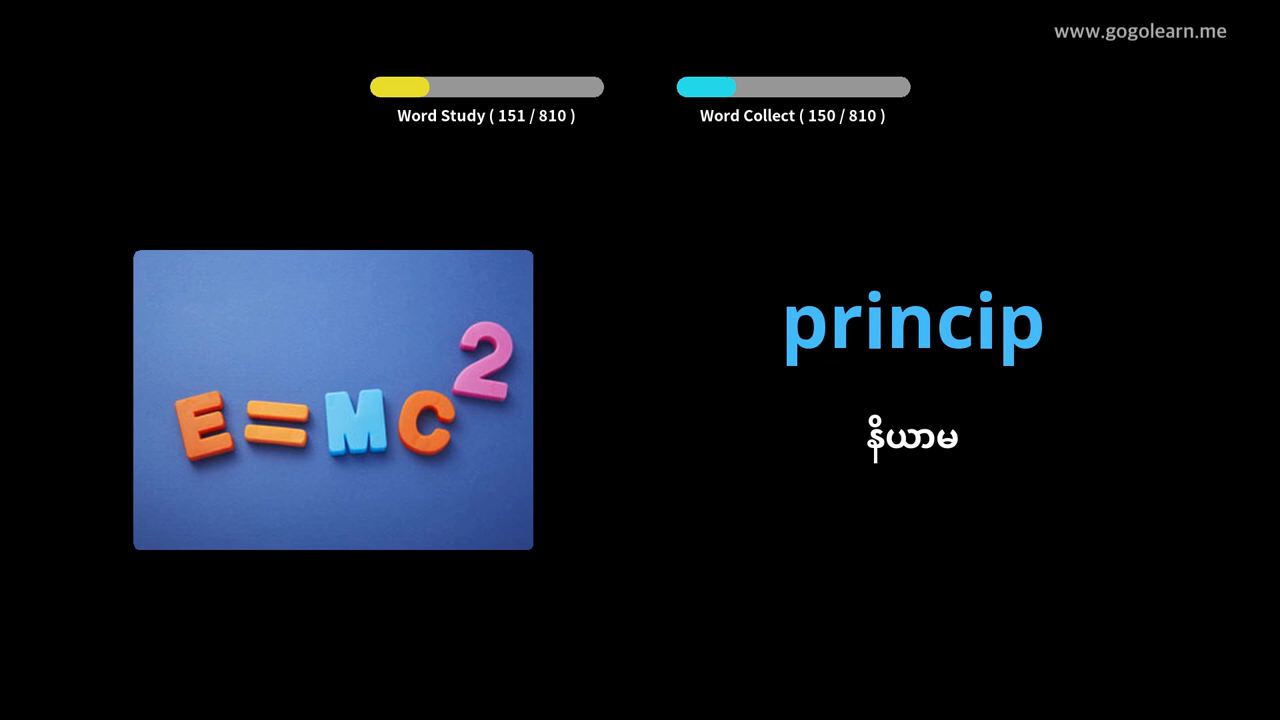 www.gogolearn.me
Word Study ( 151 / 810 )
Word Collect ( 150 / 810 )
E=MC²
princip
နိယာမ